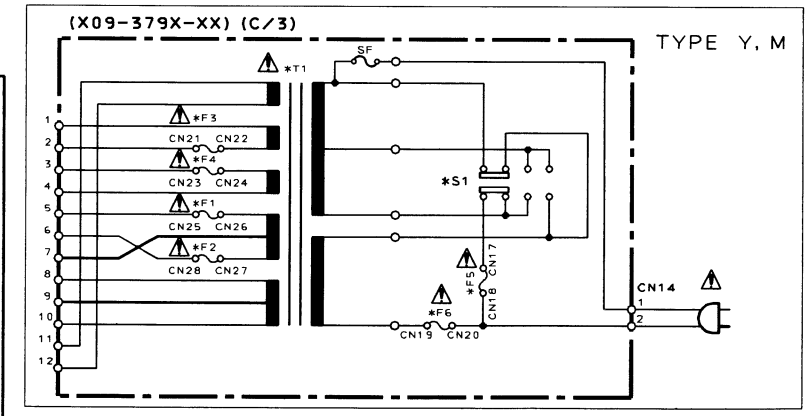 (X09-379X-XX) (C/3)
TYPE Y, M
SF
*T1
1
*F3
2
CN21 CN22
3
*F4
4
CN23 CN24
5
*F1
6
CN25 CN26
7
*F2
8
CN28 CN27
9
10
11
12
*S1
*F5
CN17
CN18
*F6
CN19
CN20
CN14
1
2